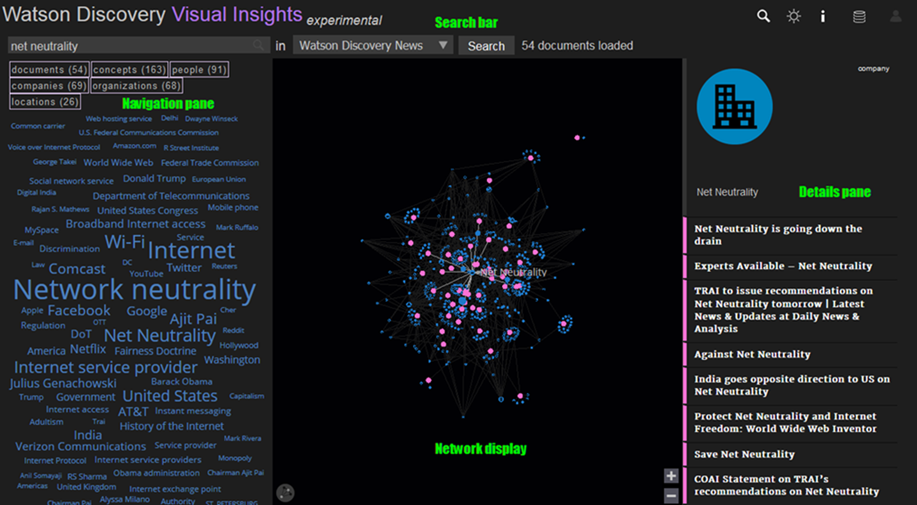 Watson Discovery Visual Insights experimental
Search bar
net neutrality
in
Watson Discovery News
Search
54 documents loaded
documents (54) concepts (163) people (91)
companies (69) organizations (68)
locations (26)
Navigation pane
Web hosting service Delhi Dwayne Winseck
Common carrier
U.S. Federal Communications Commission
Voice over Internet Protocol Amazon.com R Street Institute
George Takei World Wide Web Federal Trade Commission
Social network service Donald Trump European Union
Digital India
Department of Telecommunications
Rajan S. Mathews United States Congress Mobile phone
MySpace Broadband Internet access Mark Ruffalo
E-mail Discrimination Wi-Fi Service Internet
Law Comcast DC YouTube Twitter Reuters
Network neutrality
Apple Facebook Google Ajit Pai Cher
Regulation OTT Reddit
DoT Net Neutrality Hollywood
America Netflix Fairness Doctrine Washington
Internet service provider
Julius Genachowski Barack Obama
Trump Government United States Capitalism
Internet access AT&T Instant messaging
Adultism Trai History of the Internet
India Mark Rivera
Verizon Communications Service provider
Internet Protocol Internet service providers Monopoly
Anil Somayaji RS Sharma Obama administration Chairman Ajit Pai
Americas United Kingdom Internet exchange point
Chairman Pai Alyssa Milano Authority ST. PETERSBURG
Net Neutrality
Network display
company
Net Neutrality
Details pane
Net Neutrality is going down the
drain
Experts Available – Net Neutrality
TRAI to issue recommendations
on Net Neutrality tomorrow | Latest
News & Updates at Daily News &
Analysis
Against Net Neutrality
India goes opposite direction to US on
Net Neutrality
Protect Net Neutrality and Internet
Freedom: World Wide Web Inventor
Save Net Neutrality
COAI Statement on TRAI's
recommendations on Net Neutrality